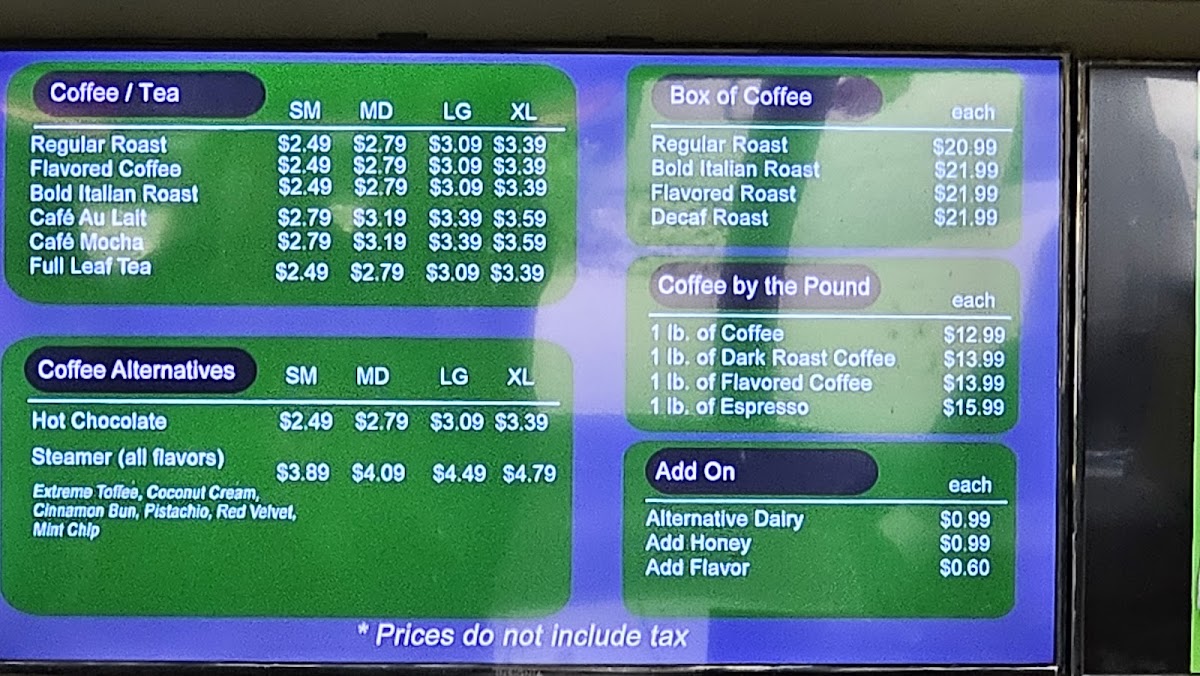 Coffee / Tea SM MD LG XL
Regular Roast $2.49 $2.79 $3.09 $3.39
Flavored Coffee $2.49 $2.79 $3.09 $3.39
Bold Italian Roast $2.49 $2.79 $3.09 $3.39
Café Au Lait $2.79 $3.19 $3.39 $3.59
Café Mocha $2.79 $3.19 $3.39 $3.59
Full Leaf Tea $2.49 $2.79 $3.09 $3.39
Coffee Alternatives SM MD LG XL
Hot Chocolate $2.49 $2.79 $3.09 $3.39
Steamer (all flavors) $3.89 $4.09 $4.49 $4.79
Extreme Toffee, Coconut Cream,
Cinnamon Bun, Pistachio, Red Velvet,
Mint Chip
Box of Coffee each
Regular Roast $20.99
Bold Italian Roast $21.99
Flavored Roast $21.99
Decaf Roast $21.99
Coffee by the Pound each
1 lb. of Coffee $12.99
1 lb. of Dark Roast Coffee $13.99
1 lb. of Flavored Coffee $13.99
1 lb. of Espresso $15.99
Add On each
Alternative Dairy $0.99
Add Honey $0.99
Add Flavor $0.60
* Prices do not include tax